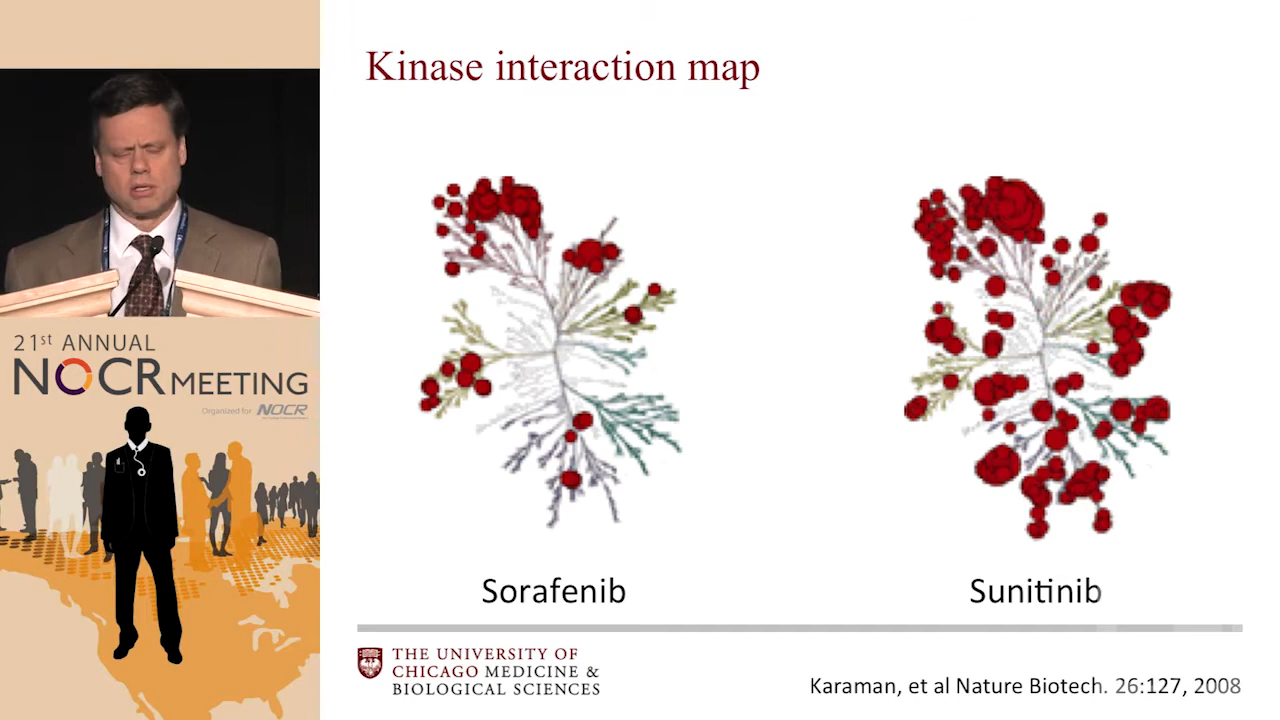 Kinase interaction map
Sorafenib
Sunitinib
THE UNIVERSITY OF
CHICAGO MEDICINE &
BIOLOGICAL SCIENCES
Karaman, et al Nature Biotech. 26:127, 2008
21st ANNUAL
NOCR MEETING
Organized for NOCR